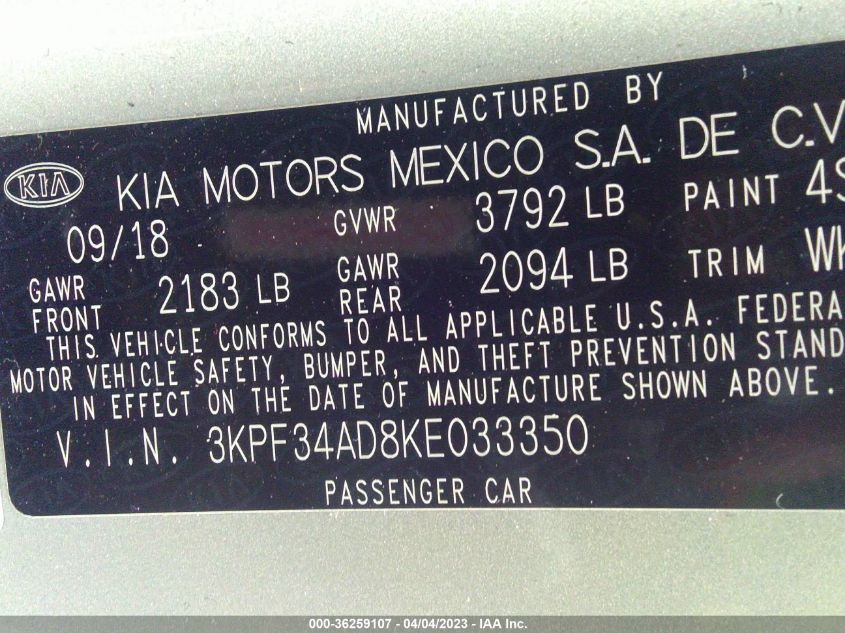 MANUFACTURED BY
KIA KIA MOTORS MEXICO S.A. DE C.V
09/18 GVWR 3792 LB PAINT 4S
GAWR FRONT 2183 LB GAWR REAR 2094 LB TRIM WK
THIS VEHICLE CONFORMS TO ALL APPLICABLE U.S.A. FEDERA
MOTOR VEHICLE SAFETY, BUMPER, AND THEFT PREVENTION STAND
IN EFFECT ON THE DATE OF MANUFACTURE SHOWN ABOVE.
V.I.N. 3KPF34AD8KE033350
PASSENGER CAR
000-36259107 - 04/04/2023 - IAA Inc.